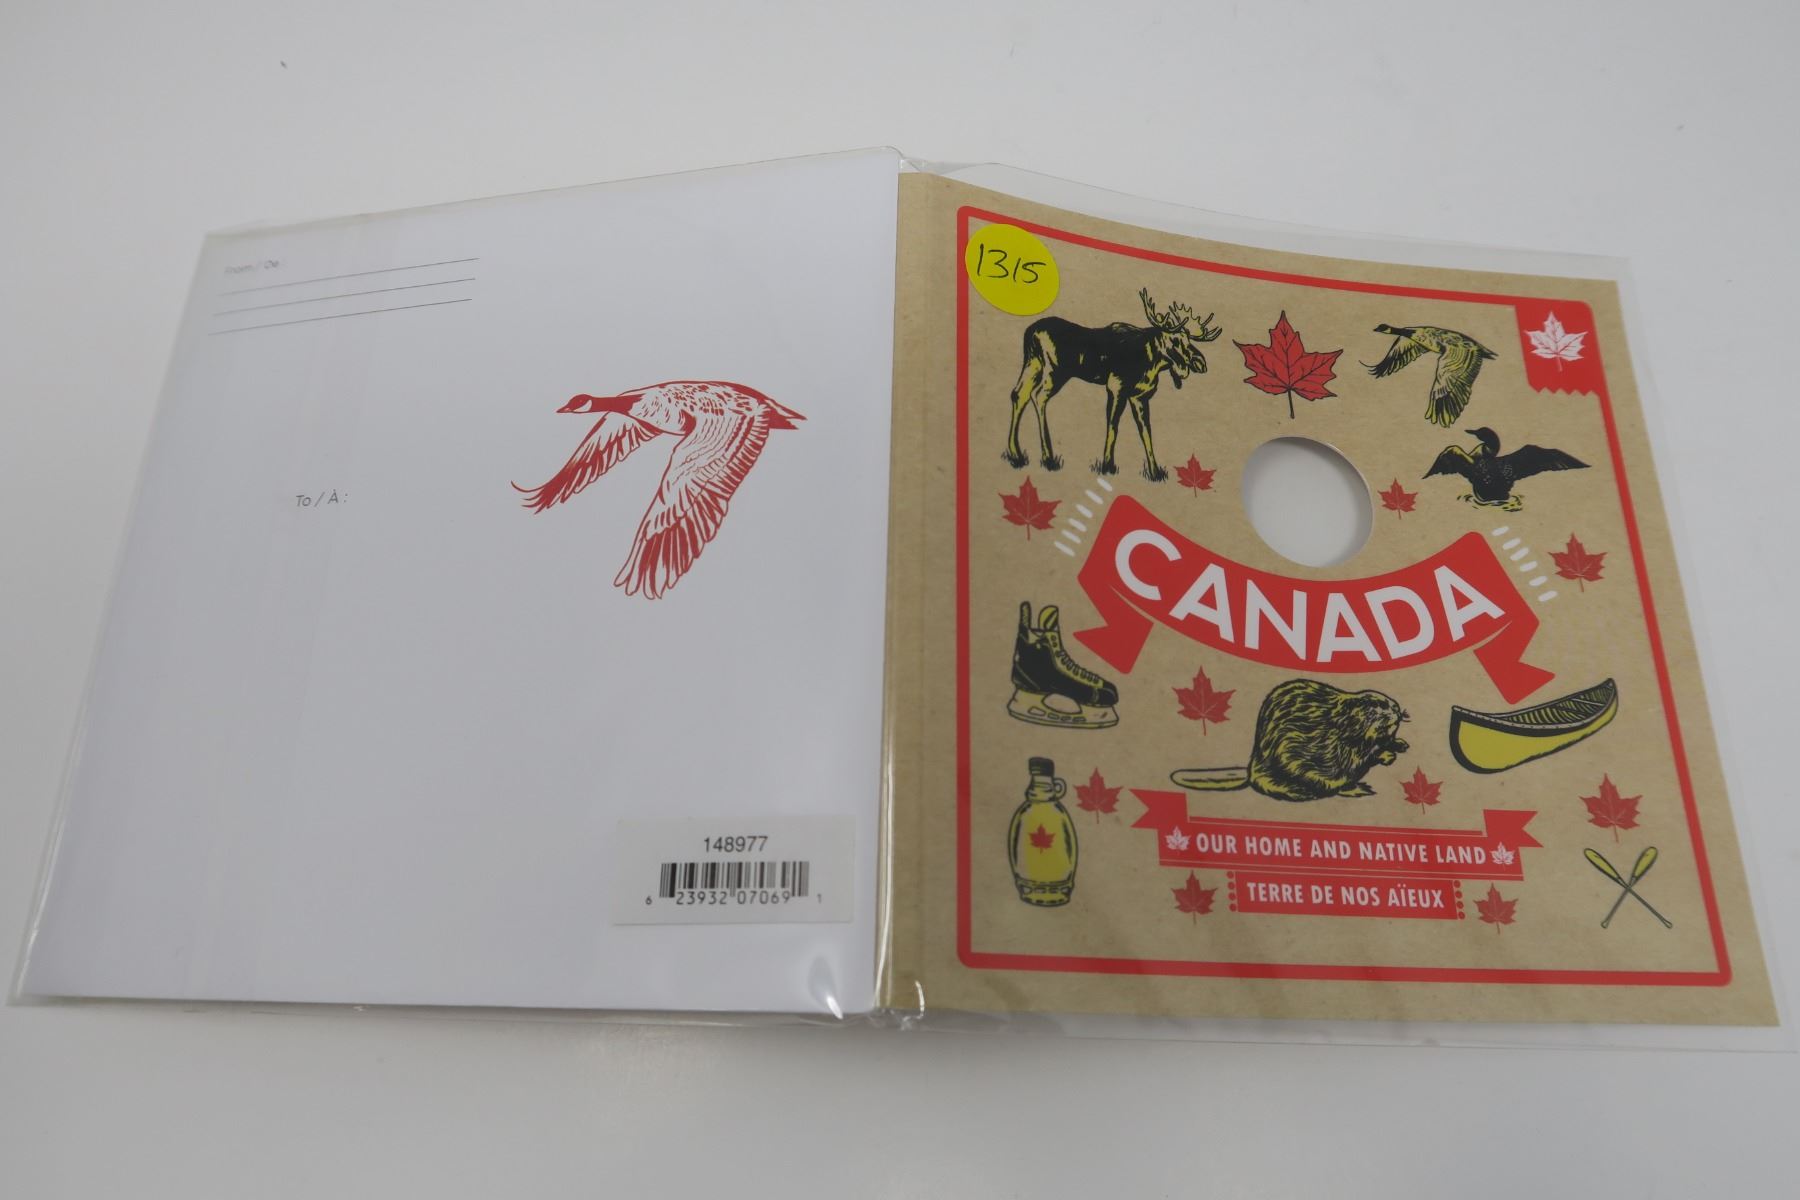 From / De :
To / À :
148977
6 23932 07069 1
1315
CANADA
OUR HOME AND NATIVE LAND
TERRE DE NOS AÏEUX